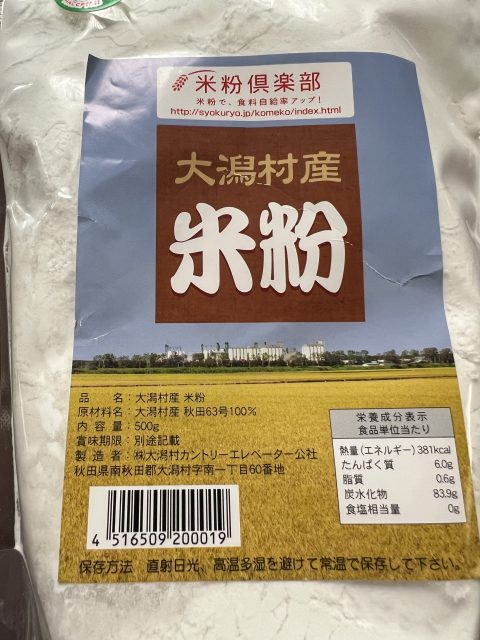 米粉倶楽部
米粉で、食料自給率アップ!
http://syokuryo.jp/komeko/index.html
大潟村産
米粉
品 名:大潟村産 米粉
原材料名:大潟村産 秋田63号100%
内 容 量:500g
賞味期限:別途記載
製 造 者:㈱大潟村カントリーエレベーター公社
秋田県南秋田郡大潟村字南一丁目60番地
栄養成分表示
食品単位当たり
熱量(エネルギー) 381kcal
たんぱく質 6.0g
脂質 0.6g
炭水化物 83.9g
食塩相当量 0g
4 516509 200019
保存方法 直射日光、高温多湿を避けて常温で保存して下さい。